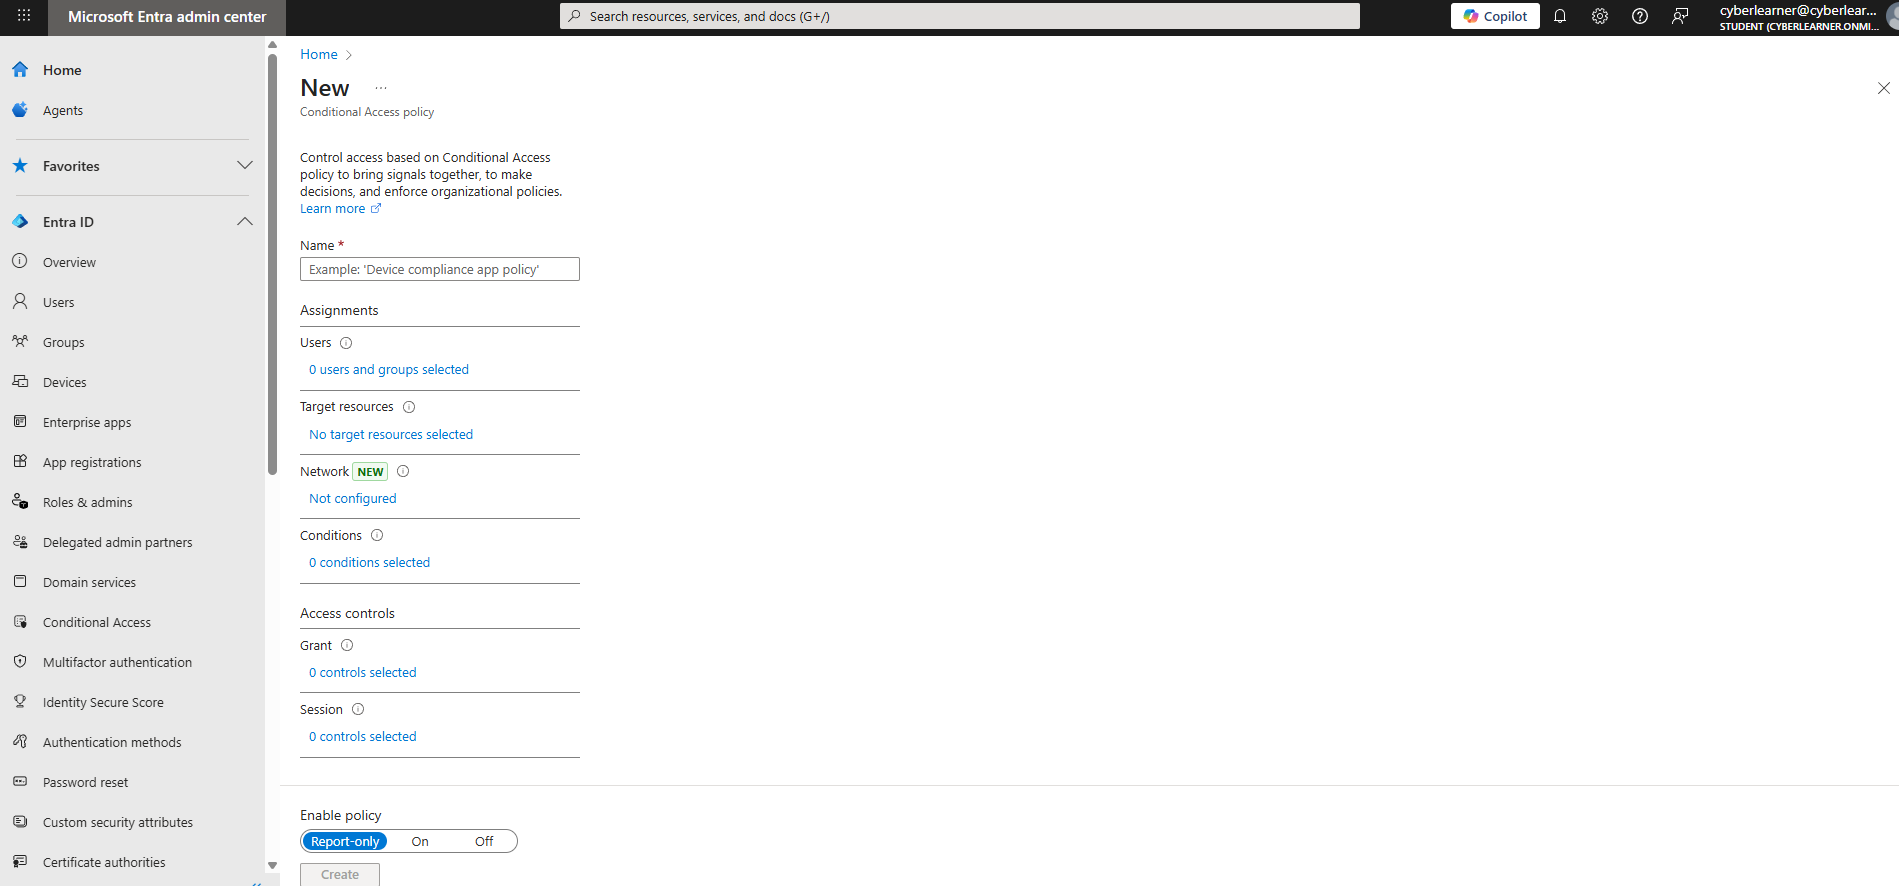 Microsoft Entra admin center
Search resources, services, and docs (G+/)
Copilot
cyberlearner@cyberlear...
STUDENT (CYBERLEARNER.ONMI...
Home
Agents
Favorites
Entra ID
Overview
Users
Groups
Devices
Enterprise apps
App registrations
Roles & admins
Delegated admin partners
Domain services
Conditional Access
Multifactor authentication
Identity Secure Score
Authentication methods
Password reset
Custom security attributes
Certificate authorities
Home
New ...
Conditional Access policy
Control access based on Conditional Access
policy to bring signals together, to make
decisions, and enforce organizational policies.
Learn more
Name *
Example: 'Device compliance app policy'
Assignments
Users
0 users and groups selected
Target resources
No target resources selected
Network NEW
Not configured
Conditions
0 conditions selected
Access controls
Grant
0 controls selected
Session
0 controls selected
Enable policy
Report-only On Off
Create